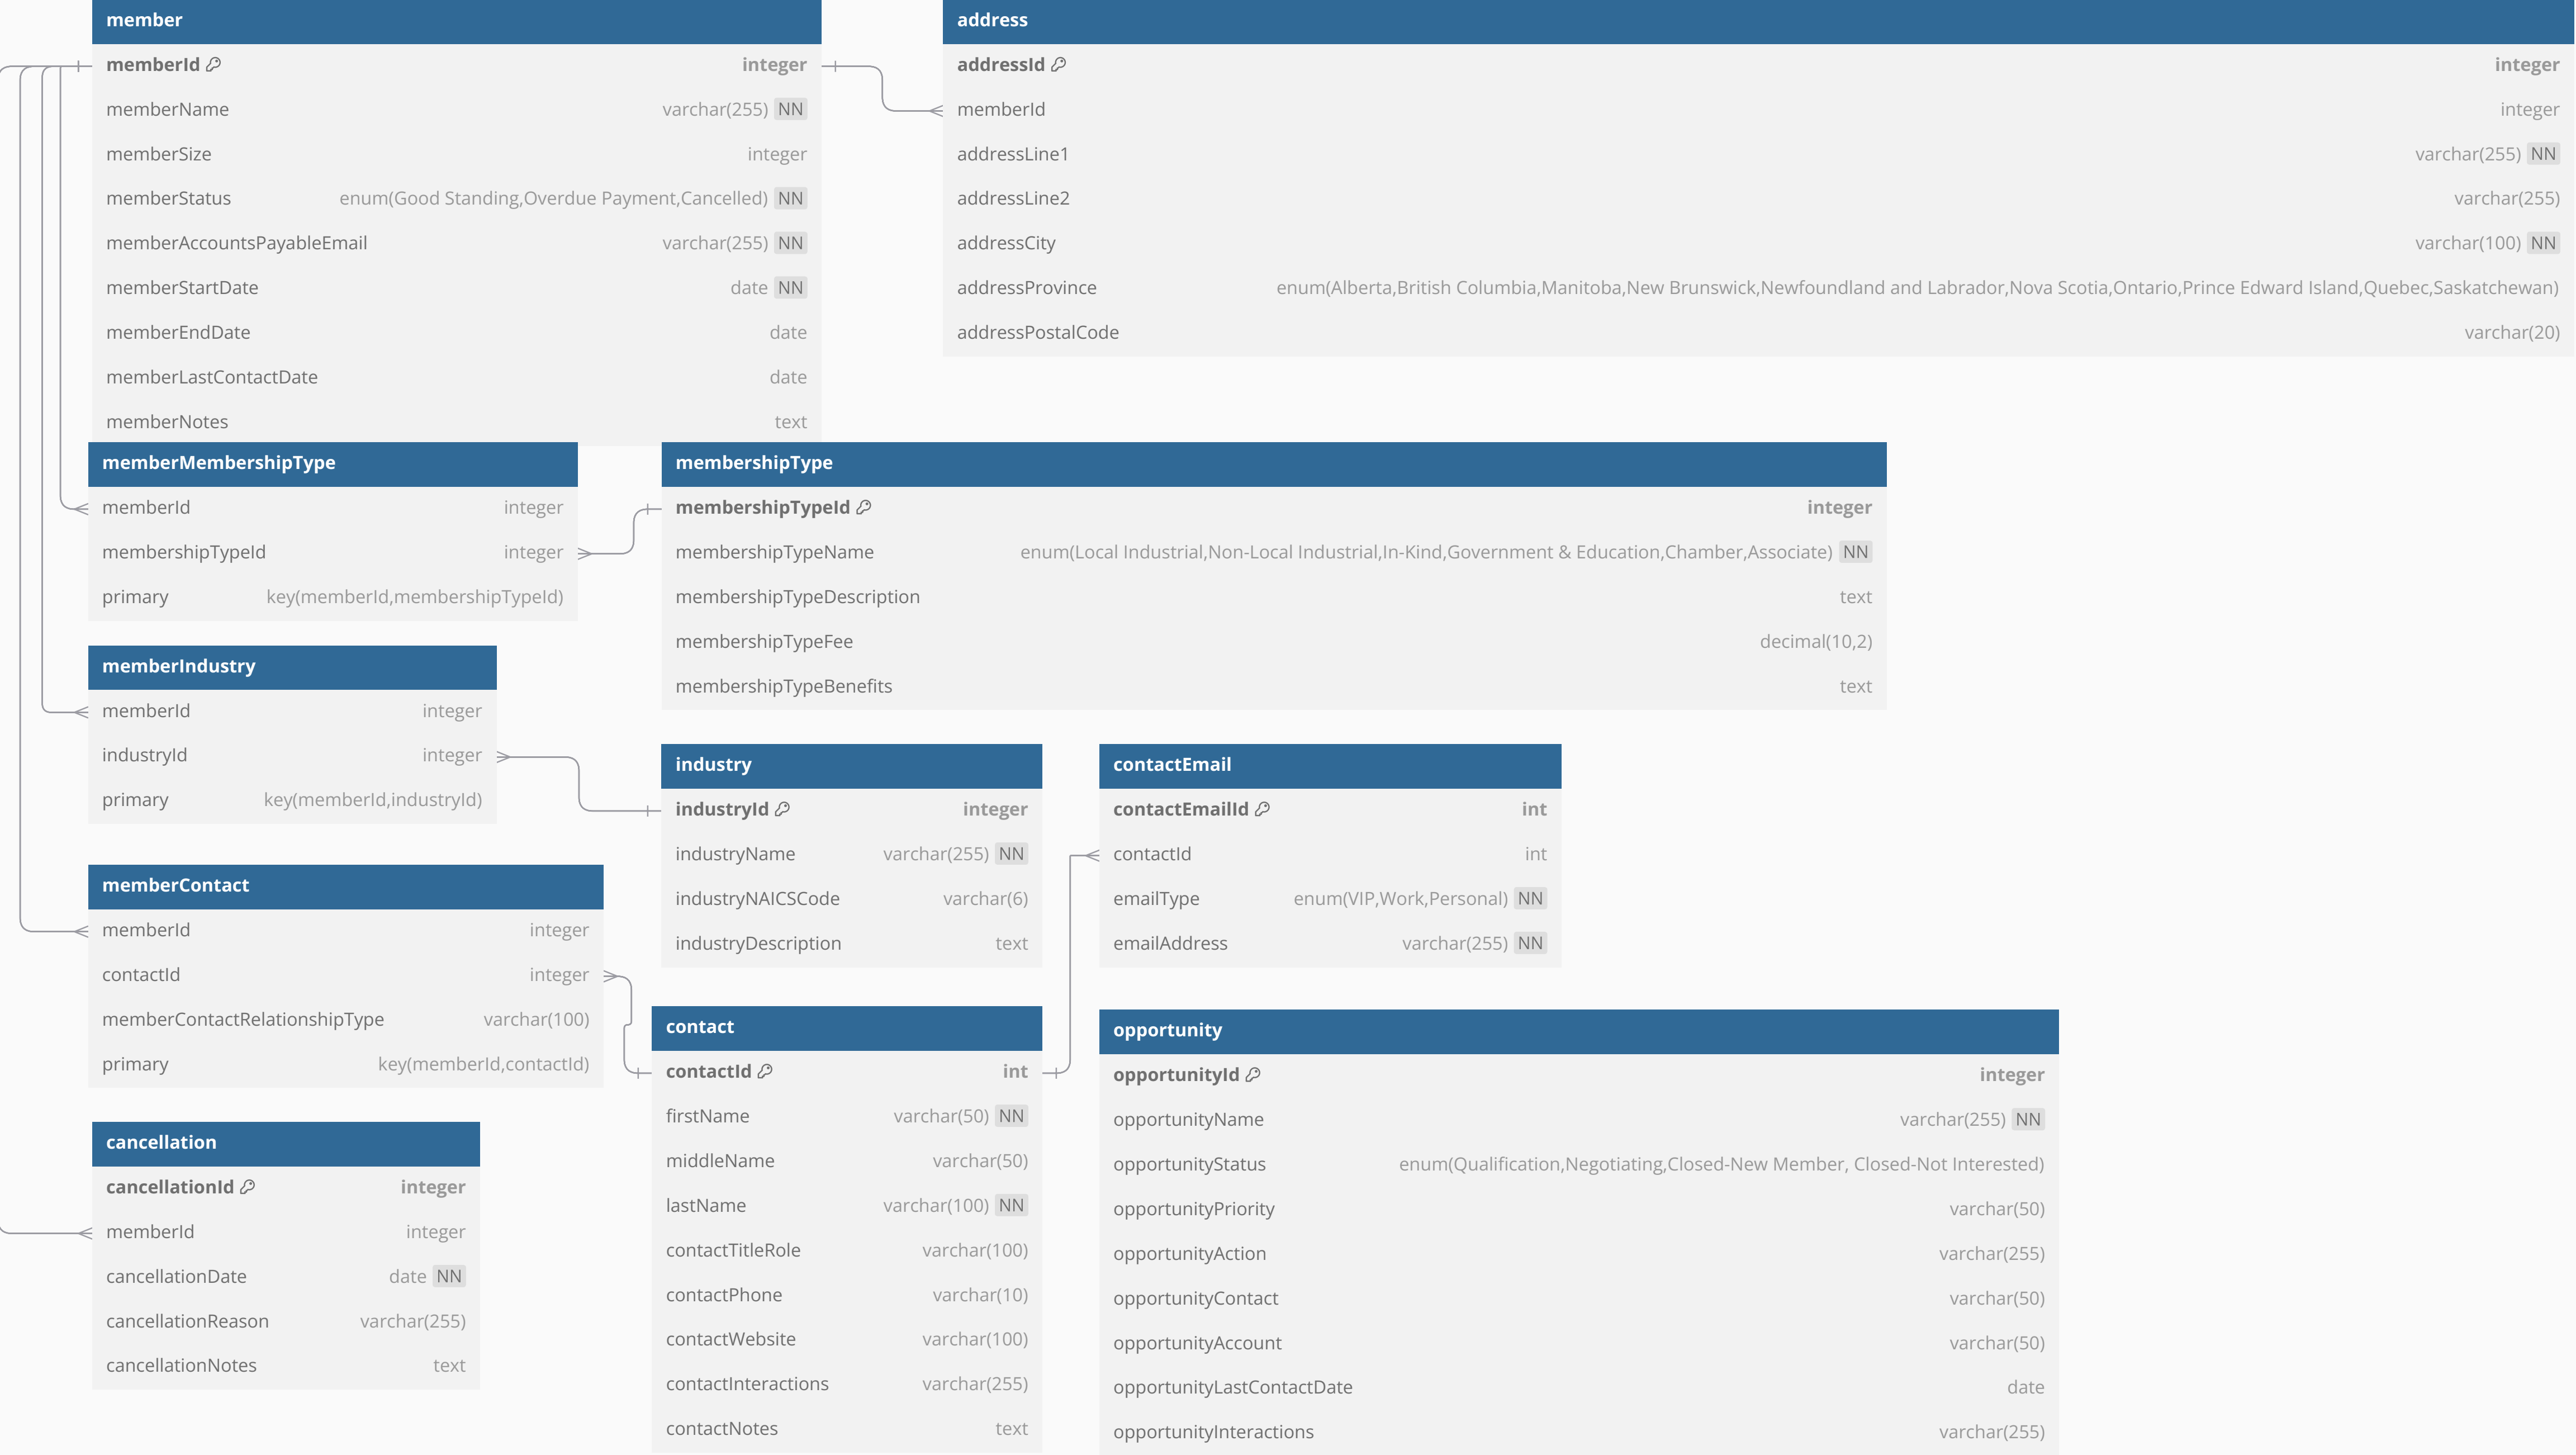 member
memberId integer
memberName varchar(255) NN
memberSize integer
memberStatus enum(Good Standing,Overdue Payment,Cancelled) NN
memberAccountsPayableEmail varchar(255) NN
memberStartDate date NN
memberEndDate date
memberLastContactDate date
memberNotes text
address
addressId integer
memberId integer
addressLine1 varchar(255) NN
addressLine2 varchar(255)
addressCity varchar(100) NN
addressProvince enum(Alberta,British Columbia,Manitoba,New Brunswick,Newfoundland and Labrador,Nova Scotia,Ontario,Prince Edward Island,Quebec,Saskatchewan)
addressPostalCode varchar(20)
memberMembershipType
memberId integer
membershipTypeId integer
primary key(memberId,membershipTypeId)
membershipType
membershipTypeId integer
membershipTypeName enum(Local Industrial,Non-Local Industrial,In-Kind,Government & Education,Chamber,Associate) NN
membershipTypeDescription text
membershipTypeFee decimal(10,2)
membershipTypeBenefits text
memberIndustry
memberId integer
industryId integer
primary key(memberId,industryId)
industry
industryId integer
industryName varchar(255) NN
industryNAICSCode varchar(6)
industryDescription text
contactEmail
contactEmailId int
contactId int
emailType enum(VIP,Work,Personal) NN
emailAddress varchar(255) NN
memberContact
memberId integer
contactId integer
memberContactRelationshipType varchar(100)
primary key(memberId,contactId)
contact
contactId int
firstName varchar(50) NN
middleName varchar(50)
lastName varchar(100) NN
contactTitleRole varchar(100)
contactPhone varchar(10)
contactWebsite varchar(100)
contactInteractions varchar(255)
contactNotes text
opportunity
opportunityId integer
opportunityName varchar(255) NN
opportunityStatus enum(Qualification,Negotiating,Closed-New Member, Closed-Not Interested)
opportunityPriority varchar(50)
opportunityAction varchar(255)
opportunityContact varchar(50)
opportunityAccount varchar(50)
opportunityLastContactDate date
opportunityInteractions varchar(255)
cancellation
cancellationId integer
memberId integer
cancellationDate date NN
cancellationReason varchar(255)
cancellationNotes text